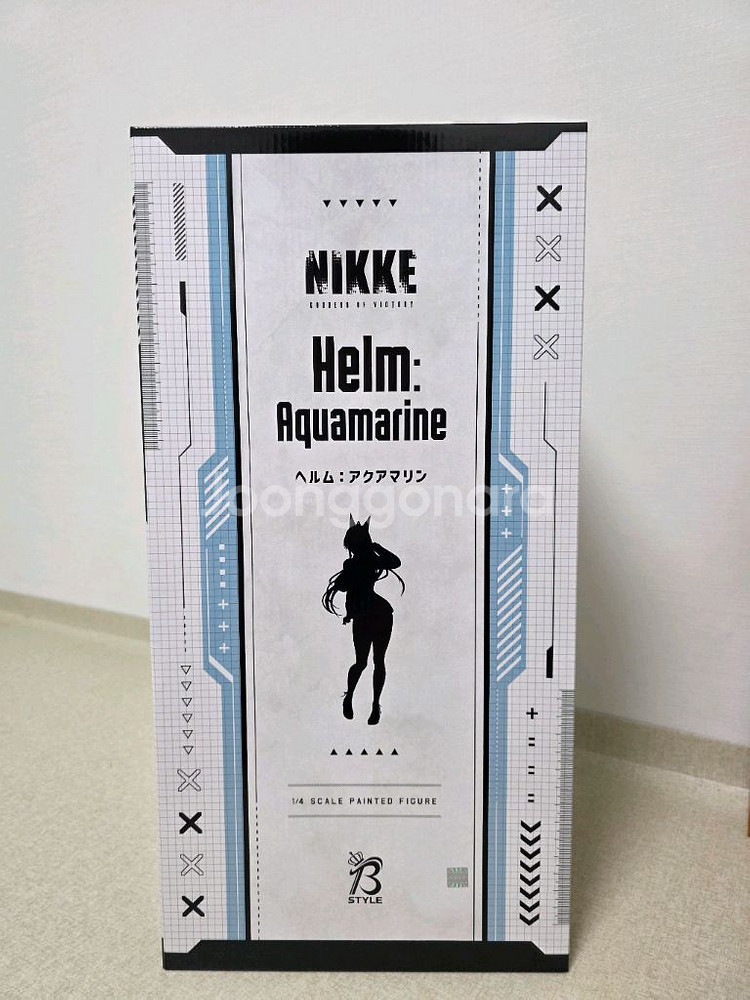 NIKKE
GODDESS OF VICTORY
Helm:
Aquamarine
ヘルム：アクアマリン
joonggonara
1/4 SCALE PAINTED FIGURE
B
STYLE